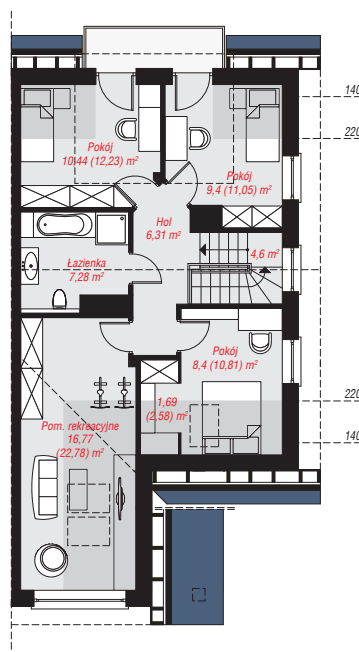 140
220
Pokój
10,44 (12,23) m²
Pokój
9,4 (11,05) m²
Hol
6,31 m²
4,6 m²
Łazienka
7,28 m²
Pokój
8,4 (10,81) m²
1,69
(2,58) m²
220
Pom. rekreacyjne
16,77
(22,78) m²
140